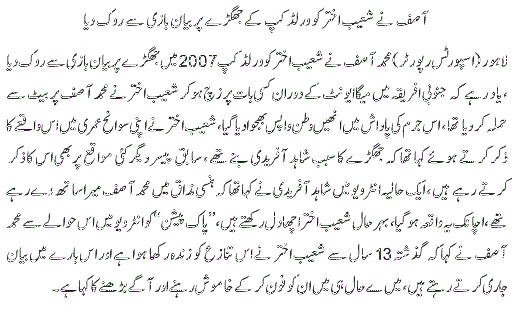 آصف نے شعیب اختر کو ورلڈ کپ کے جھگڑے پر بیان بازی سے روک دیا
لاہور (اسپورٹس رپورٹر) محمد آصف نے شعیب اختر کو ورلڈ کپ 2007 میں جھگڑے پر بیان بازی سے روک دیا
، یاد رہے کہ جنوبی افریقہ میں میگا ایونٹ کے دوران کسی بات پر زچ ہو کر شعیب اختر نے محمد آصف پر بیٹ سے
حملہ کر دیا تھا، اس جرم کی پاداش میں انھیں وطن واپس بھجوا دیا گیا، شعیب اختر نے اپنی سوانح عمری میں اس واقعے کا
ذکر کرتے ہوئے کہا تھا کہ جھگڑے کا سبب شاہد آفریدی بنے تھے، سابق پیسر دیگر کئی مواقع پر بھی اس کا ذکر
کرتے رہے ہیں، ایک حالیہ انٹرویو میں شاہد آفریدی نے کہا تھا کہ ہنسی مذاق میں محمد آصف میرا ساتھ دے رہے
تھے، اچانک یہ واقعہ ہو گیا، بہر حال شعیب اختر اچھا دل رکھتے ہیں، ”پاک پیشن“ کو انٹرویو میں اس حوالے سے محمد
آصف نے کہا کہ گذشتہ 13 سال سے شعیب اختر نے اس تنازع کو زندہ رکھا ہوا ہے اور اس بارے میں بیان
جاری کرتے رہتے ہیں، میں نے حال ہی میں ان کو فون کر کے خاموش رہنے اور آگے بڑھنے کا کہا ہے۔